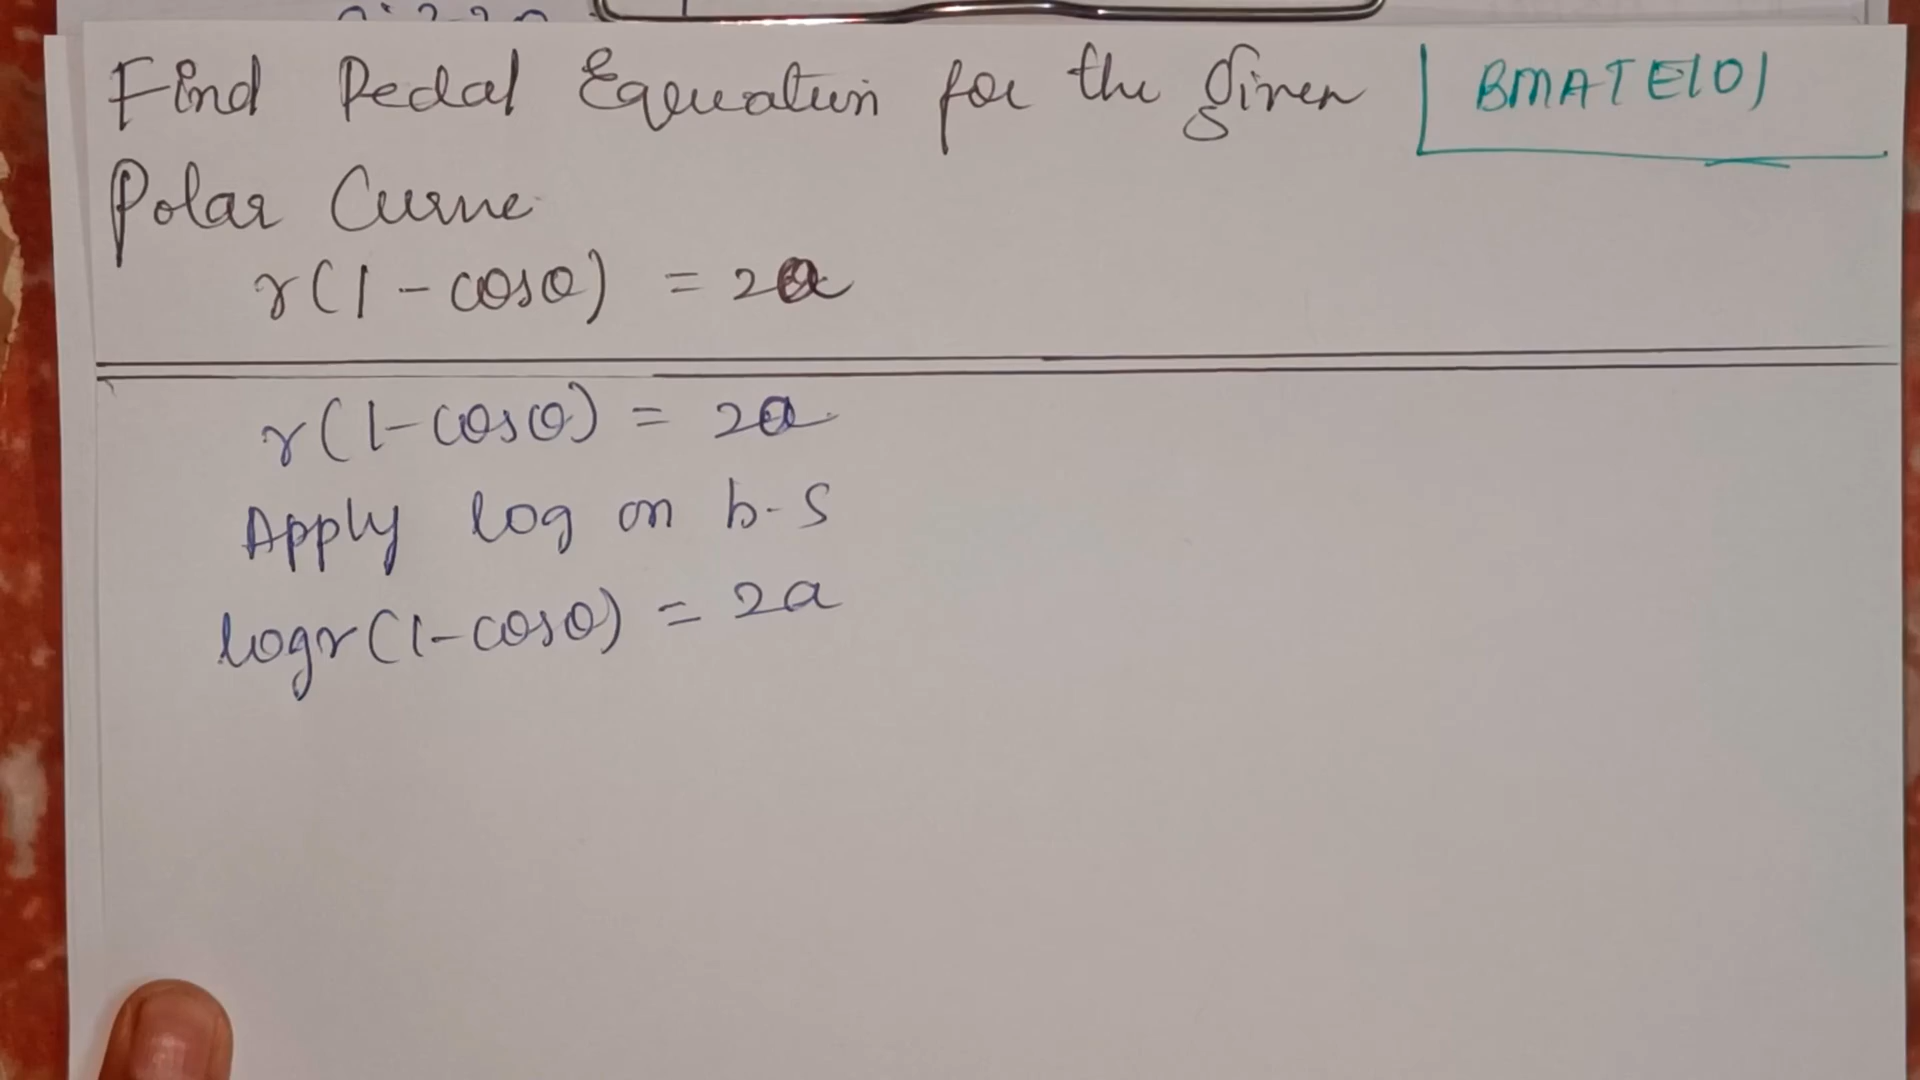 Find Pedal Equation for the given
BMATE101
Polar Curve
r(1-cosθ) = 2a
r(1-cosθ) = 2a
Apply log on b.s
logr(1-cosθ) = 2a